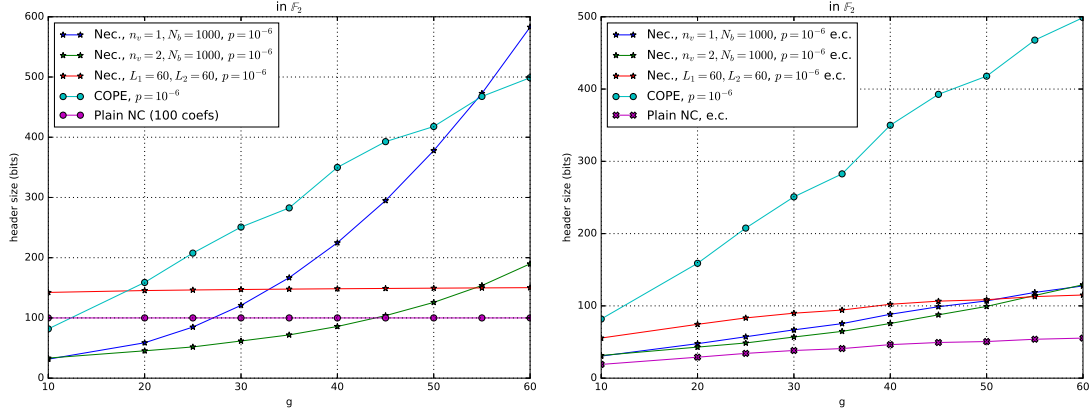 in 𝔽₂
header size (bits)
600
500
400
300
200
100
0
Nec., n_v = 1, N_b = 1000, p = 10⁻⁶
Nec., n_v = 2, N_b = 1000, p = 10⁻⁶
Nec., L₁ = 60, L₂ = 60, p = 10⁻⁶
COPE, p = 10⁻⁶
Plain NC (100 coefs)
10 20 30 40 50 60
g
in 𝔽₂
header size (bits)
500
400
300
200
100
0
Nec., n_v = 1, N_b = 1000, p = 10⁻⁶ e.c.
Nec., n_v = 2, N_b = 1000, p = 10⁻⁶ e.c.
Nec., L₁ = 60, L₂ = 60, p = 10⁻⁶ e.c.
COPE, p = 10⁻⁶
Plain NC, e.c.
10 20 30 40 50 60
g